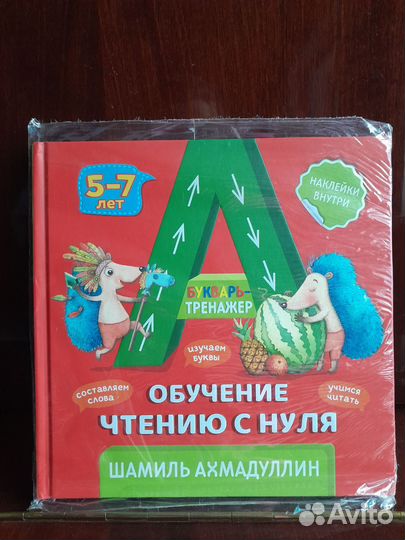 5-7
лет
А
НАКЛЕЙКИ
ВНУТРИ
БУКВАРЬ-
ТРЕНАЖЕР
изучаем
буквы
составляем
слова
учимся
читать
ОБУЧЕНИЕ
ЧТЕНИЮ С НУЛЯ
ШАМИЛЬ АХМАДУЛЛИН
Avito